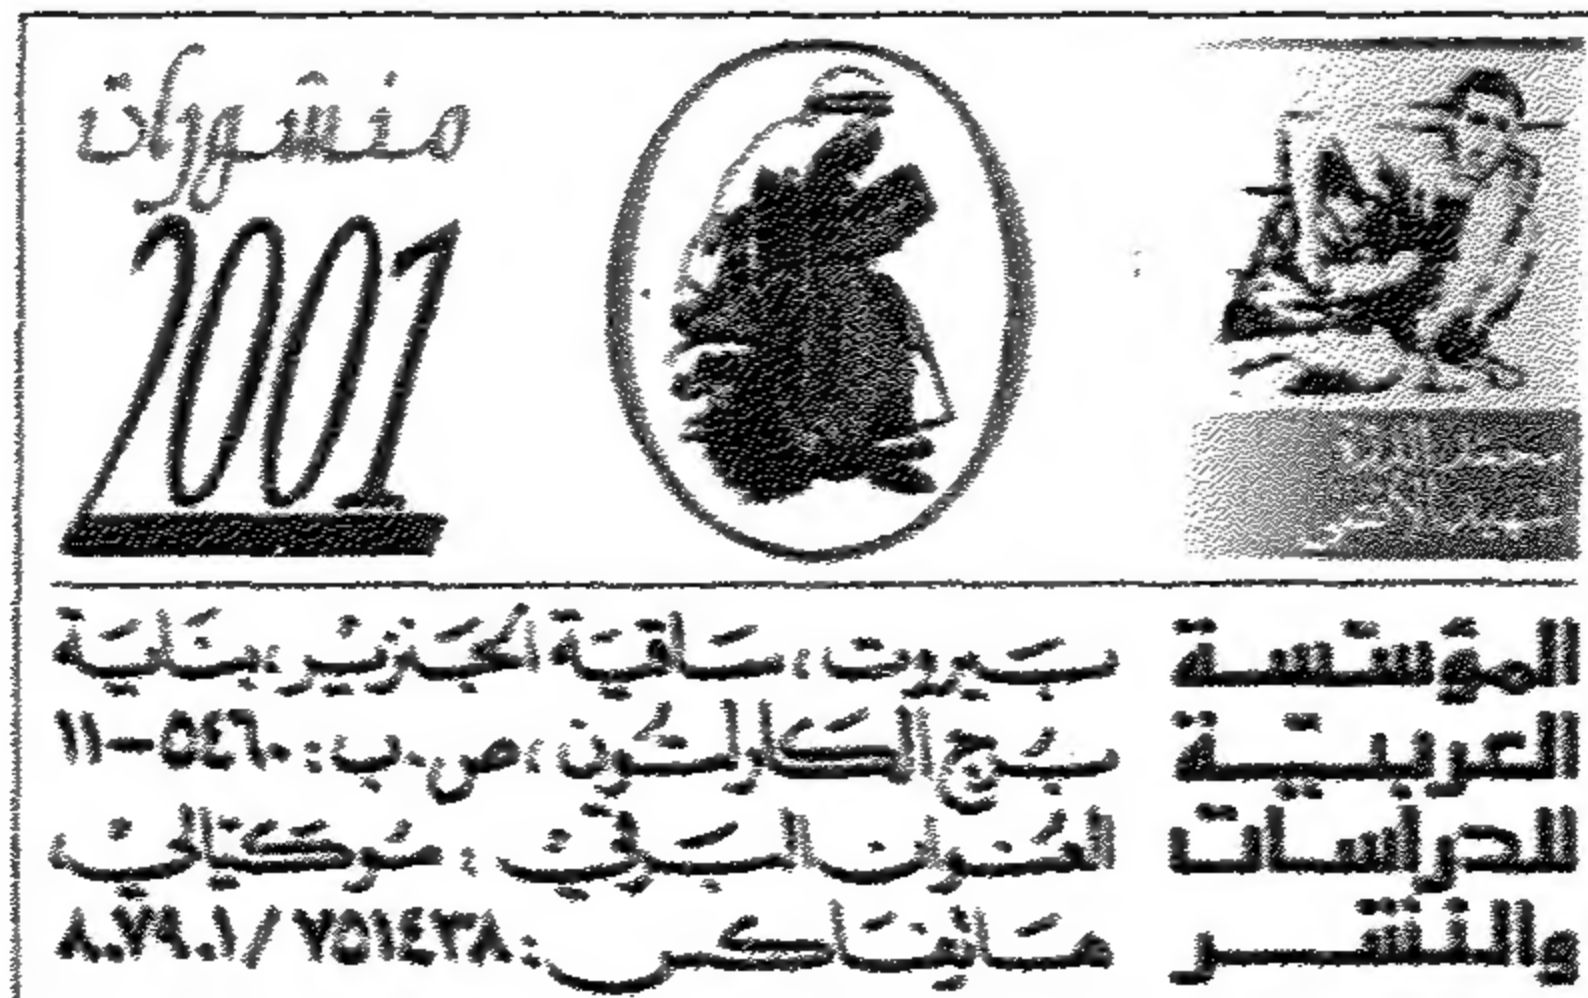 منشورات
2001
المؤسسة
العربية
للدراسات
والنشر
بيروت، ساقية الجنزير، بناية
برج الكارلتون، ص.ب: ٥٤٦٠-١١
العنوان البرقي: موكيالي
هاتفاكس: ٧٥١٤٣٨ / ٨٠٧٩٠١